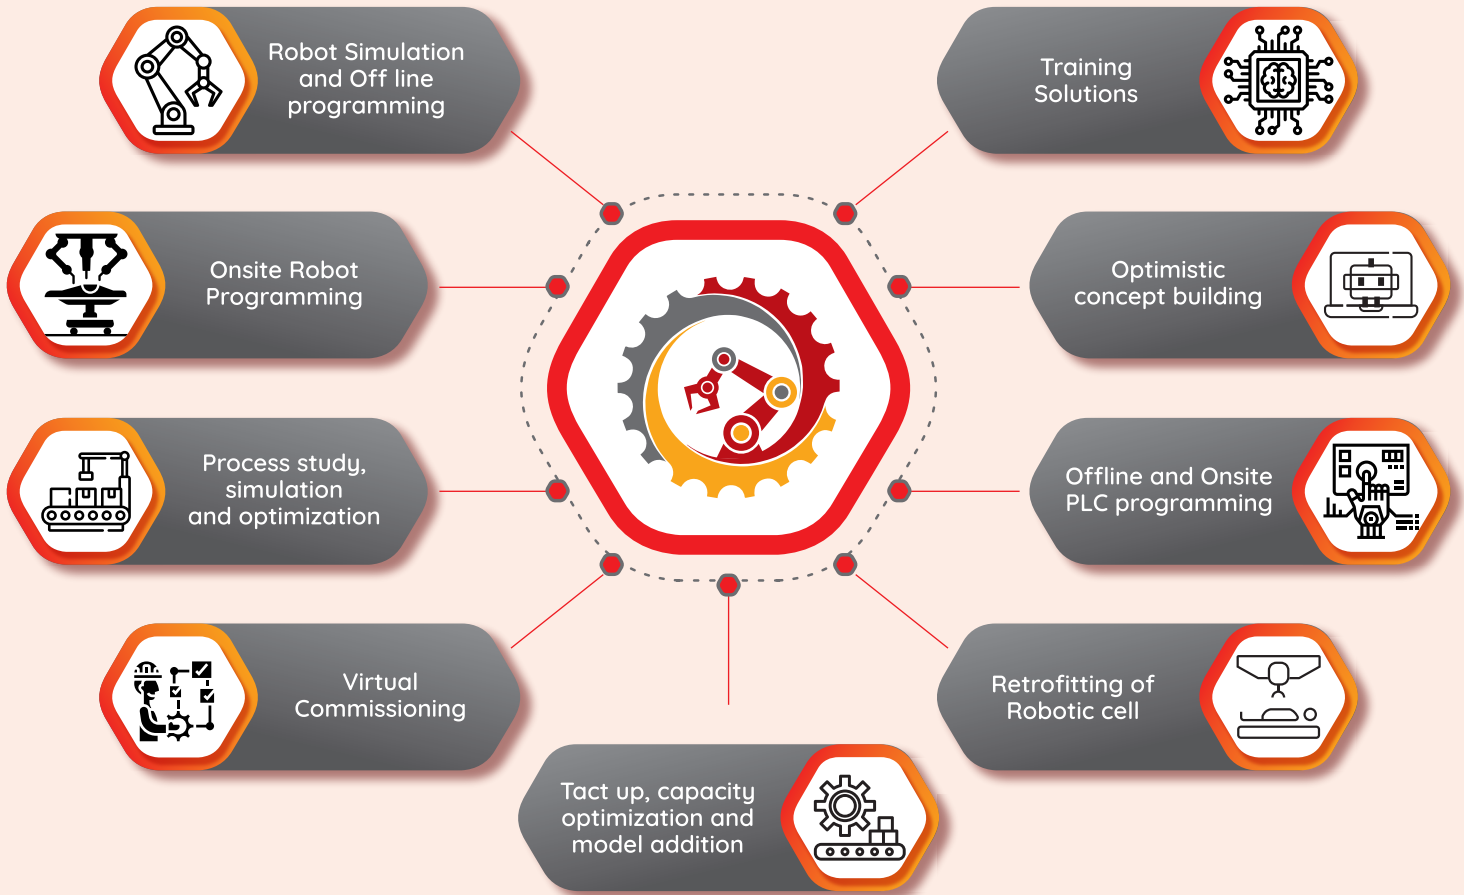 Robot Simulation
and Off line
programming
Training
Solutions
Onsite Robot
Programming
Optimistic
concept building
Process study,
simulation
and optimization
Offline and Onsite
PLC programming
Virtual
Commissioning
Retrofitting of
Robotic cell
Tact up, capacity
optimization and
model addition